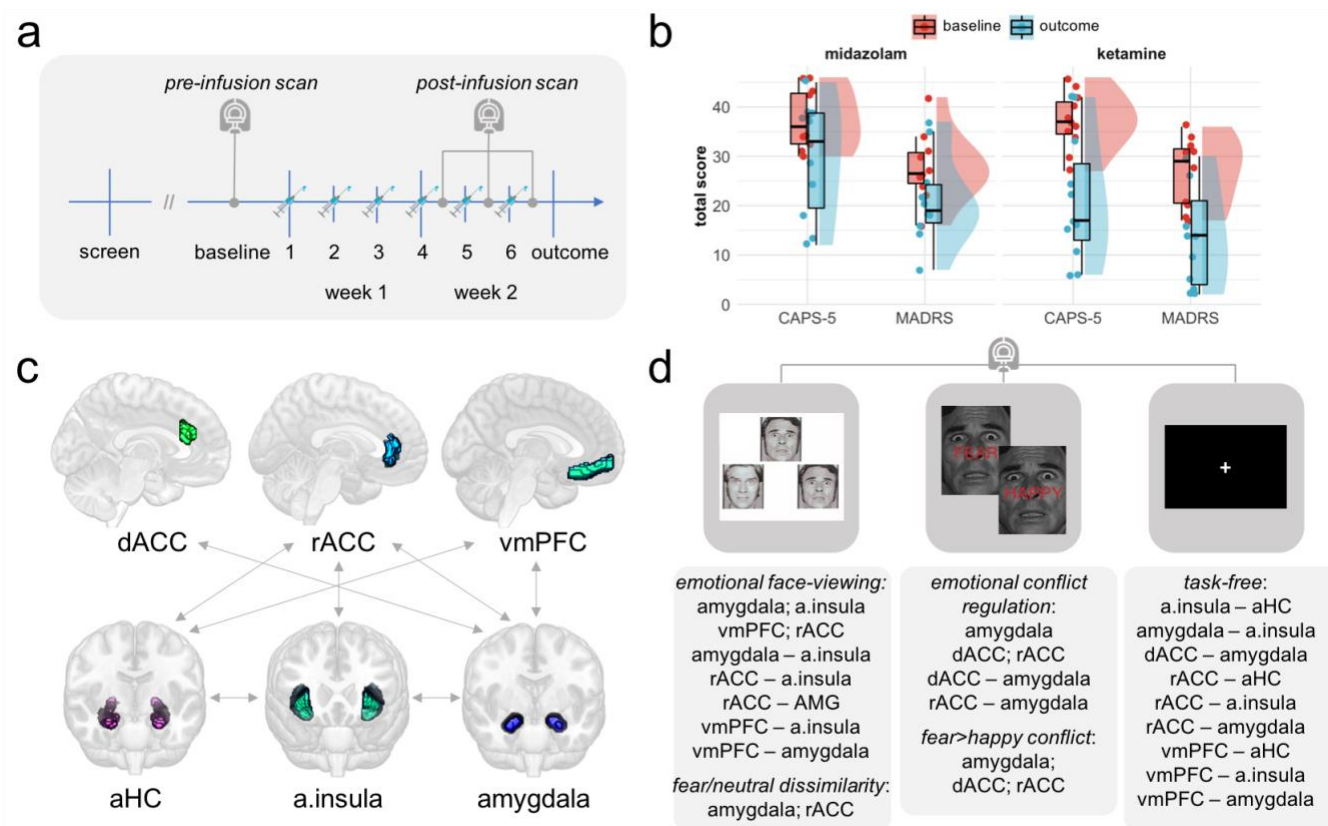 a
pre-infusion scan
post-infusion scan
screen
//
baseline
1
2
3
4
5
6
outcome
week 1
week 2
b
baseline
outcome
midazolam
ketamine
total score
40
30
20
10
0
CAPS-5
MADRS
CAPS-5
MADRS
c
dACC
rACC
vmPFC
aHC
a.insula
amygdala
d
FEAR
HAPPY
+
emotional face-viewing:
amygdala; a.insula
vmPFC; rACC
amygdala – a.insula
rACC – a.insula
rACC – AMG
vmPFC – a.insula
vmPFC – amygdala
fear/neutral dissimilarity:
amygdala; rACC
emotional conflict
regulation:
amygdala
dACC; rACC
dACC – amygdala
rACC – amygdala
fear>happy conflict:
amygdala;
dACC; rACC
task-free:
a.insula – aHC
amygdala – a.insula
dACC – amygdala
rACC – aHC
rACC – a.insula
rACC – amygdala
vmPFC – aHC
vmPFC – a.insula
vmPFC – amygdala